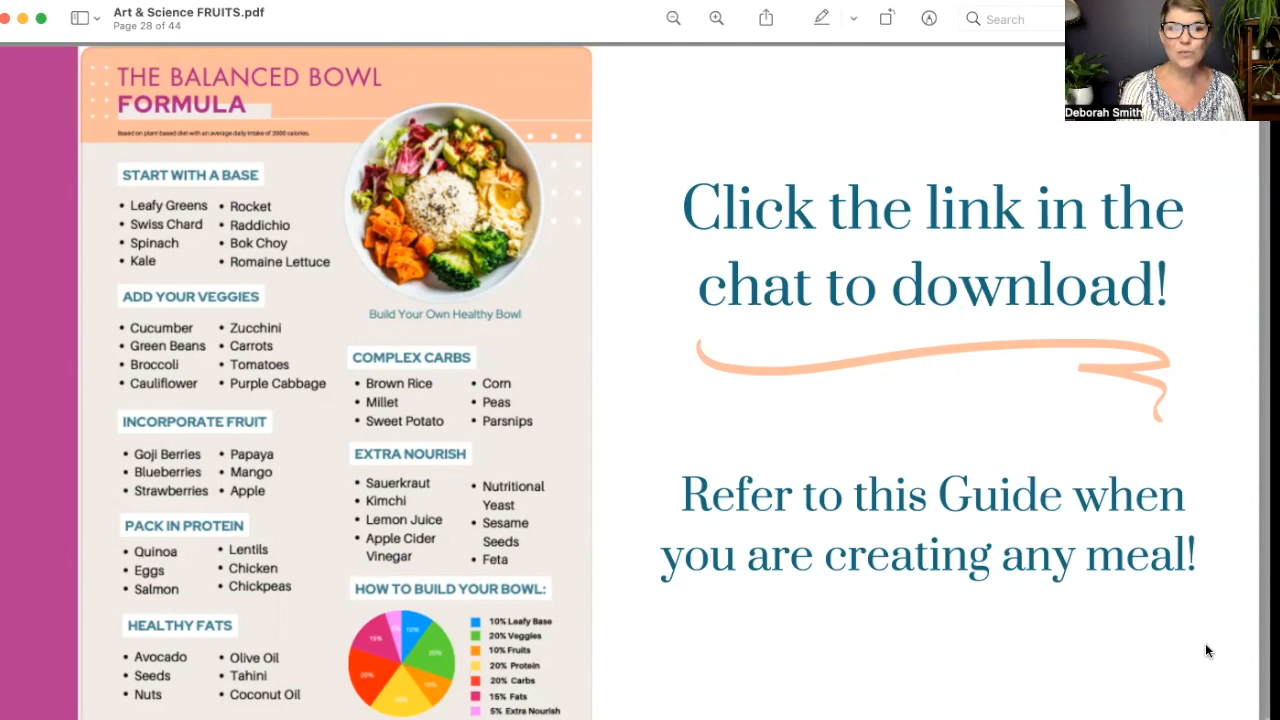 Art & Science FRUITS.pdf
Page 28 of 44
Search
Deborah Smith
THE BALANCED BOWL
FORMULA
Based on plant-based diet with an average daily intake of 2000 calories.
START WITH A BASE
• Leafy Greens
• Swiss Chard
• Spinach
• Kale
• Rocket
• Raddichio
• Bok Choy
• Romaine Lettuce
ADD YOUR VEGGIES
• Cucumber
• Green Beans
• Broccoli
• Cauliflower
• Zucchini
• Carrots
• Tomatoes
• Purple Cabbage
INCORPORATE FRUIT
• Goji Berries
• Blueberries
• Strawberries
• Papaya
• Mango
• Apple
PACK IN PROTEIN
• Quinoa
• Eggs
• Salmon
• Lentils
• Chicken
• Chickpeas
HEALTHY FATS
• Avocado
• Seeds
• Nuts
• Olive Oil
• Tahini
• Coconut Oil
Build Your Own Healthy Bowl
COMPLEX CARBS
• Brown Rice
• Millet
• Sweet Potato
• Corn
• Peas
• Parsnips
EXTRA NOURISH
• Sauerkraut
• Kimchi
• Lemon Juice
• Apple Cider
Vinegar
• Nutritional
Yeast
• Sesame
Seeds
• Feta
HOW TO BUILD YOUR BOWL:
10%
20%
10%
20%
20%
15%
10% Leafy Base
20% Veggies
10% Fruits
20% Protein
20% Carbs
15% Fats
5% Extra Nourish
Click the link in the
chat to download!
Refer to this Guide when
you are creating any meal!